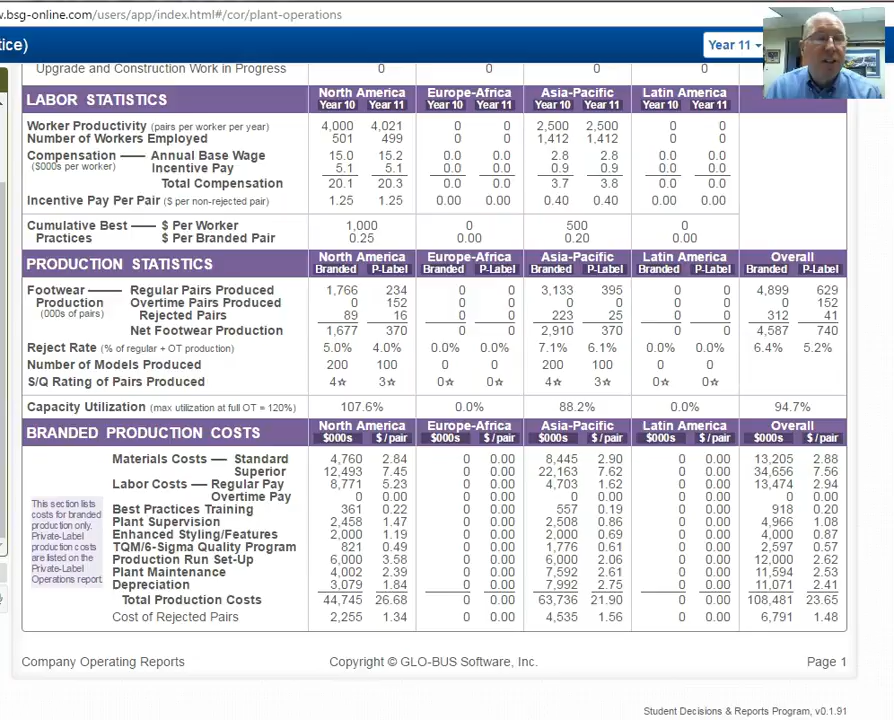 w.bsg-online.com/users/app/index.html#/cor/plant-operations
tice) Year 11
Upgrade and Construction Work in Progress 0 0 0 0
LABOR STATISTICS North America Europe-Africa Asia-Pacific Latin America
Year 10 Year 11 Year 10 Year 11 Year 10 Year 11 Year 10 Year 11
Worker Productivity (pairs per worker per year) 4,000 4,021 0 0 2,500 2,500 0 0
Number of Workers Employed 501 499 0 0 1,412 1,412 0 0
Compensation — Annual Base Wage 15.0 15.2 0.0 0.0 2.8 2.8 0.0 0.0
($000s per worker) Incentive Pay 5.1 5.1 0.0 0.0 0.9 0.9 0.0 0.0
Total Compensation 20.1 20.3 0.0 0.0 3.7 3.8 0.0 0.0
Incentive Pay Per Pair ($ per non-rejected pair) 1.25 1.25 0.00 0.00 0.40 0.40 0.00 0.00
Cumulative Best — $ Per Worker 1,000 0 500 0
Practices $ Per Branded Pair 0.25 0.00 0.20 0.00
PRODUCTION STATISTICS North America Europe-Africa Asia-Pacific Latin America Overall
Branded P-Label Branded P-Label Branded P-Label Branded P-Label Branded P-Label
Footwear — Regular Pairs Produced 1,766 234 0 0 3,133 395 0 0 4,899 629
Production Overtime Pairs Produced 0 152 0 0 0 0 0 0 0 152
(000s of pairs) Rejected Pairs 89 16 0 0 223 25 0 0 312 41
Net Footwear Production 1,677 370 0 0 2,910 370 0 0 4,587 740
Reject Rate (% of regular + OT production) 5.0% 4.0% 0.0% 0.0% 7.1% 6.1% 0.0% 0.0% 6.4% 5.2%
Number of Models Produced 200 100 0 0 200 100 0 0
S/Q Rating of Pairs Produced 4☆ 3☆ 0☆ 0☆ 4☆ 3☆ 0☆ 0☆
Capacity Utilization (max utilization at full OT = 120%) 107.6% 0.0% 88.2% 0.0% 94.7%
BRANDED PRODUCTION COSTS North America Europe-Africa Asia-Pacific Latin America Overall
$000s $ / pair $000s $ / pair $000s $ / pair $000s $ / pair $000s $ / pair
Materials Costs — Standard 4,760 2.84 0 0.00 8,445 2.90 0 0.00 13,205 2.88
Superior 12,493 7.45 0 0.00 22,163 7.62 0 0.00 34,656 7.56
Labor Costs — Regular Pay 8,771 5.23 0 0.00 4,703 1.62 0 0.00 13,474 2.94
Overtime Pay 0 0.00 0 0.00 0 0.00 0 0.00 0 0.00
Best Practices Training 361 0.22 0 0.00 557 0.19 0 0.00 918 0.20
Plant Supervision 2,458 1.47 0 0.00 2,508 0.86 0 0.00 4,966 1.08
Enhanced Styling/Features 2,000 1.19 0 0.00 2,000 0.69 0 0.00 4,000 0.87
TQM/6-Sigma Quality Program 821 0.49 0 0.00 1,776 0.61 0 0.00 2,597 0.57
Production Run Set-Up 6,000 3.58 0 0.00 6,000 2.06 0 0.00 12,000 2.62
Plant Maintenance 4,002 2.39 0 0.00 7,592 2.61 0 0.00 11,594 2.53
Depreciation 3,079 1.84 0 0.00 7,992 2.75 0 0.00 11,071 2.41
Total Production Costs 44,745 26.68 0 0.00 63,736 21.90 0 0.00 108,481 23.65
Cost of Rejected Pairs 2,255 1.34 0 0.00 4,535 1.56 0 0.00 6,791 1.48
This section lists
costs for branded
production only.
Private-Label
production costs
are listed on the
Private-Label
Operations report.
Company Operating Reports Copyright © GLO-BUS Software, Inc. Page 1
Student Decisions & Reports Program, v0.1.91